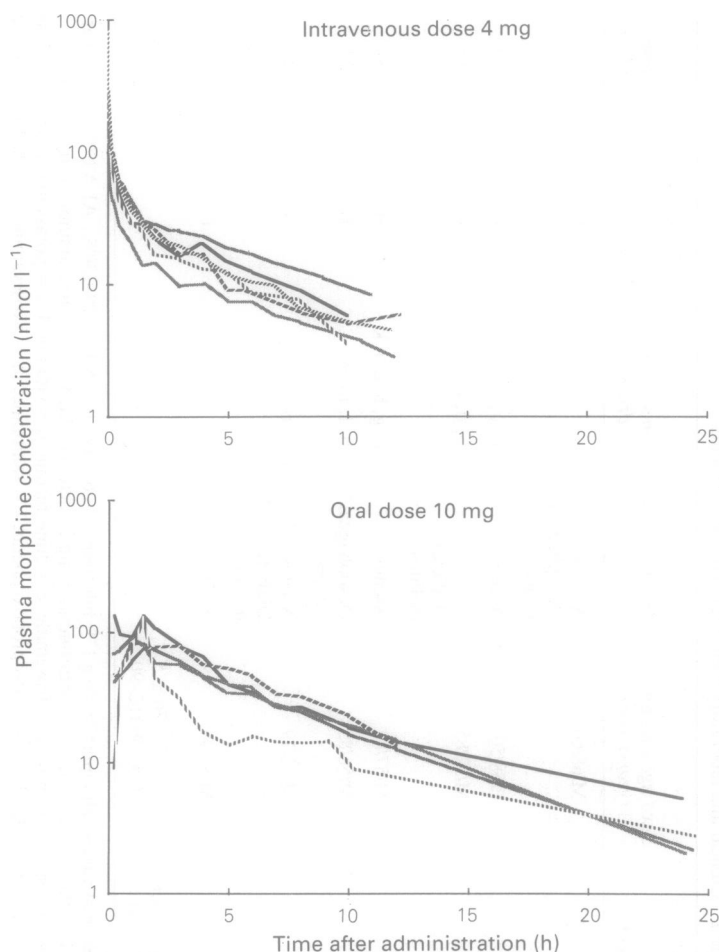 Intravenous dose 4 mg
1000
100
10
1
0 5 10 15 20 25
Oral dose 10 mg
1000
100
10
1
0 5 10 15 20 25
Plasma morphine concentration (nmol l⁻¹)
Time after administration (h)